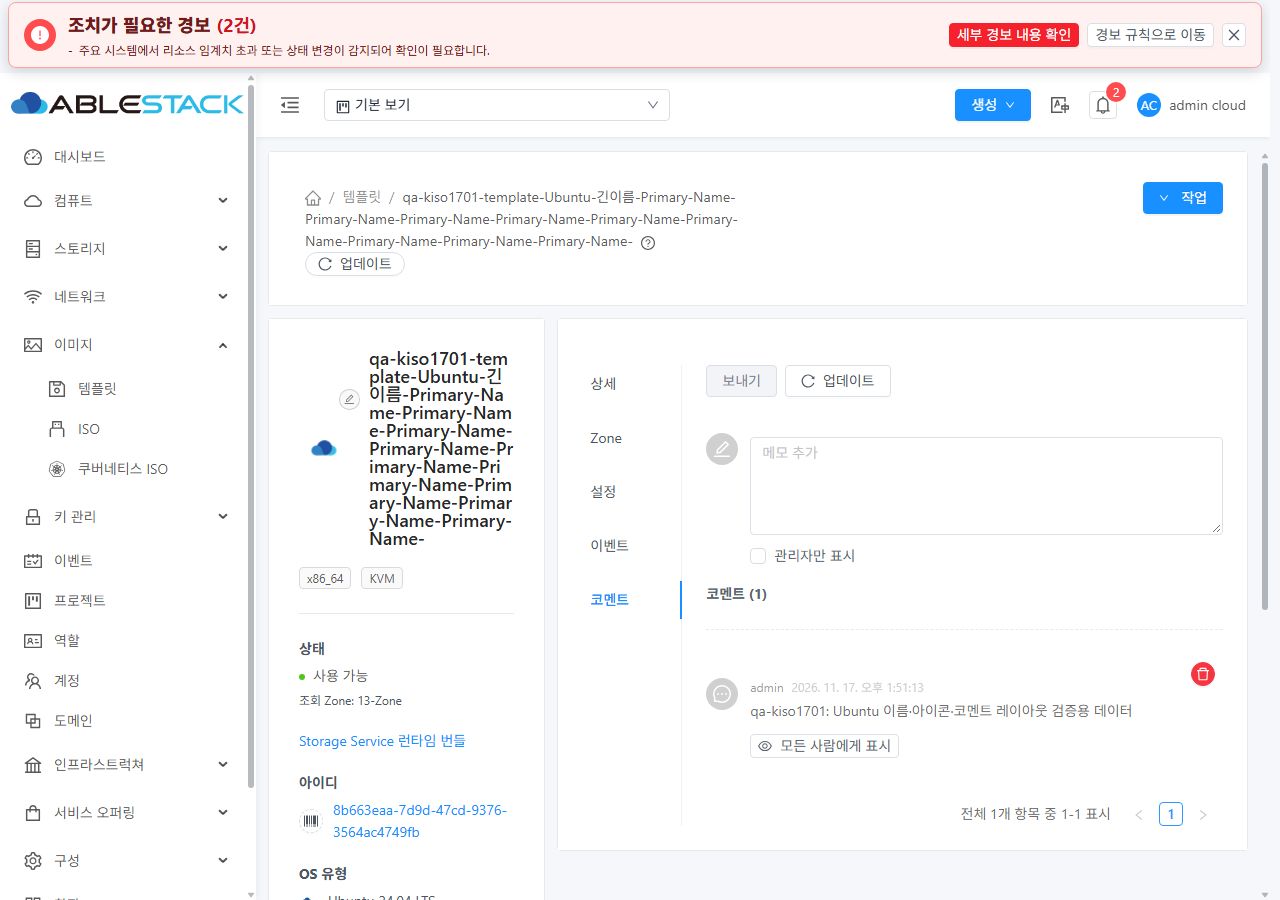 조치가 필요한 경보 (2건)
- 주요 시스템에서 리소스 임계치 초과 또는 상태 변경이 감지되어 확인이 필요합니다.
세부 경보 내용 확인
경보 규칙으로 이동
ABLESTACK
기본 보기
생성
2
AC
admin cloud
대시보드
컴퓨트
스토리지
네트워크
이미지
템플릿
ISO
쿠버네티스 ISO
키 관리
이벤트
프로젝트
역할
계정
도메인
인프라스트럭쳐
서비스 오퍼링
구성
/ 템플릿 / qa-kiso1701-template-Ubuntu-긴이름-Primary-Name-
Primary-Name-Primary-Name-Primary-Name-Primary-Name-Primary-
Name-Primary-Name-Primary-Name-Primary-Name-
업데이트
작업
qa-kiso1701-tem
plate-Ubuntu-긴
이름-Primary-Na
me-Primary-Nam
e-Primary-Name-
Primary-Name-Pr
imary-Name-Pri
mary-Name-Prim
ary-Name-Primar
y-Name-Primary-
Name-
x86_64
KVM
상태
사용 가능
조회 Zone: 13-Zone
Storage Service 런타임 번들
아이디
8b663eaa-7d9d-47cd-9376-
3564ac4749fb
OS 유형
Ubuntu 24.04 LTS
상세
Zone
설정
이벤트
코멘트
보내기
업데이트
메모 추가
관리자만 표시
코멘트 (1)
admin 2026. 11. 17. 오후 1:51:13
qa-kiso1701: Ubuntu 이름·아이콘·코멘트 레이아웃 검증용 데이터
모든 사람에게 표시
전체 1개 항목 중 1-1 표시
1